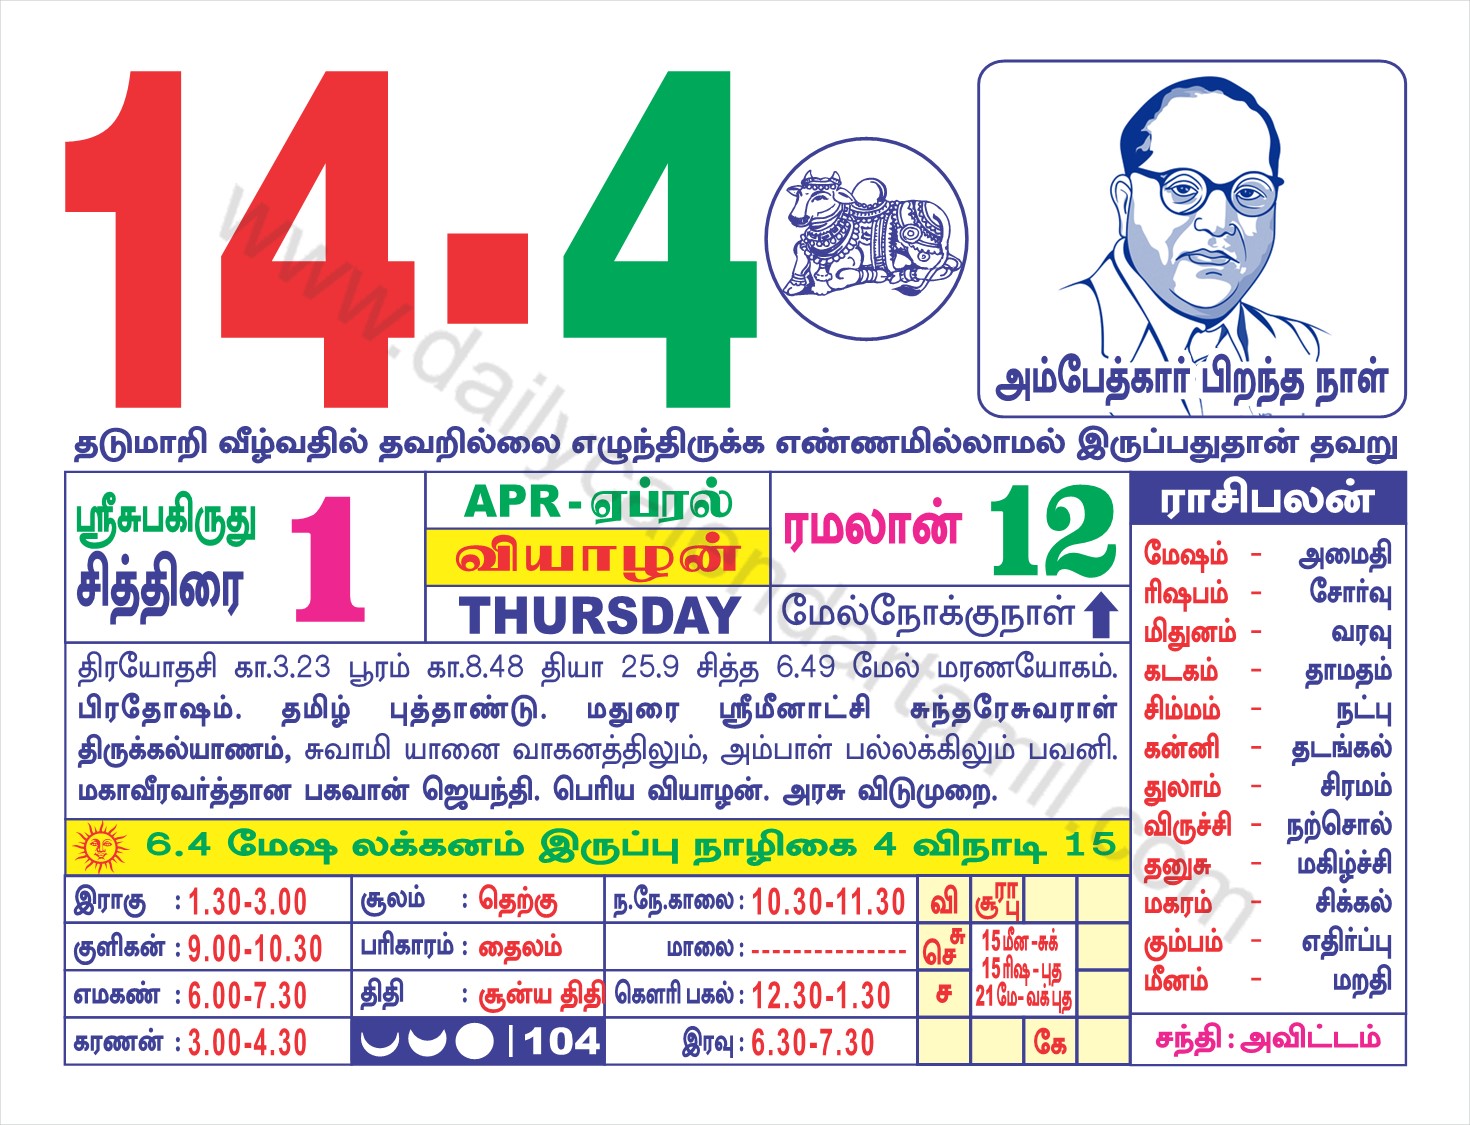 14-4
அம்பேத்கார் பிறந்த நாள்
தடுமாறி வீழ்வதில் தவறில்லை எழுந்திருக்க எண்ணமில்லாமல் இருப்பதுதான் தவறு
ஸ்ரீசுபகிருது
சித்திரை 1
APR - ஏப்ரல்
வியாழன்
THURSDAY
ரமலான் 12
மேல்நோக்குநாள்
திரயோதசி கா.3.23 பூரம் கா.8.48 தியா 25.9 சித்த 6.49 மேல் மரணயோகம்.
பிரதோஷம். தமிழ் புத்தாண்டு. மதுரை ஸ்ரீமீனாட்சி சுந்தரேசுவராள்
திருக்கல்யாணம், சுவாமி யானை வாகனத்திலும், அம்பாள் பல்லக்கிலும் பவனி.
மகாவீரவர்த்தான பகவான் ஜெயந்தி. பெரிய வியாழன். அரசு விடுமுறை.
6.4 மேஷ லக்கனம் இருப்பு நாழிகை 4 விநாடி 15
இராகு : 1.30-3.00
குளிகன் : 9.00-10.30
எமகண் : 6.00-7.30
கரணன் : 3.00-4.30
சூலம் : தெற்கு
பரிகாரம் : தைலம்
திதி : சூன்ய திதி
104
ந.நே.காலை : 10.30-11.30
மாலை : --------------
கௌரி பகல் : 12.30-1.30
இரவு : 6.30-7.30
வி சூரா பு
சு செ
15 மீன - சுக்
15 ரிஷ - புத
ச 21 மே - வக் புத
கே
ராசிபலன்
மேஷம் - அமைதி
ரிஷபம் - சோர்வு
மிதுனம் - வரவு
கடகம் - தாமதம்
சிம்மம் - நட்பு
கன்னி - தடங்கல்
துலாம் - சிரமம்
விருச்சி - நற்சொல்
தனுசு - மகிழ்ச்சி
மகரம் - சிக்கல்
கும்பம் - எதிர்ப்பு
மீனம் - மறதி
சந்தி : அவிட்டம்
www.dailycalendartamil.com